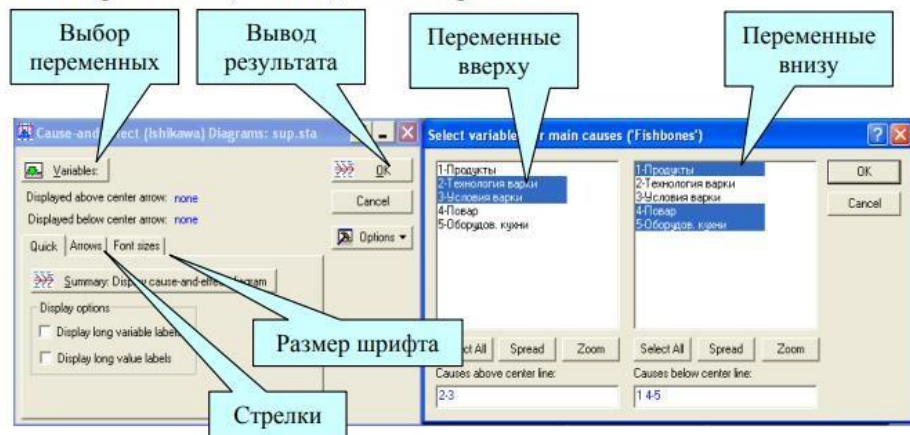 Выбор
переменных
Вывод
результата
Переменные
вверху
Переменные
внизу
Cause-and-effect (Ishikawa) Diagrams: sup.sta
Variables:
OK
Displayed above center arrow: none
Cancel
Displayed below center arrow: none
Options
Quick Arrows Font sizes
Summary: Display cause-and-effect diagram
Display options
Display long variable labels
Display long value labels
Размер шрифта
Стрелки
Select variables for main causes ('Fishbones')
1-Продукты
2-Технология варки
3-Условия варки
4-Повар
5-Оборудов. кухни
1-Продукты
2-Технология варки
3-Условия варки
4-Повар
5-Оборудов. кухни
OK
Cancel
Select All Spread Zoom
Select All Spread Zoom
Causes above center line:
Causes below center line:
2-3
1 4-5